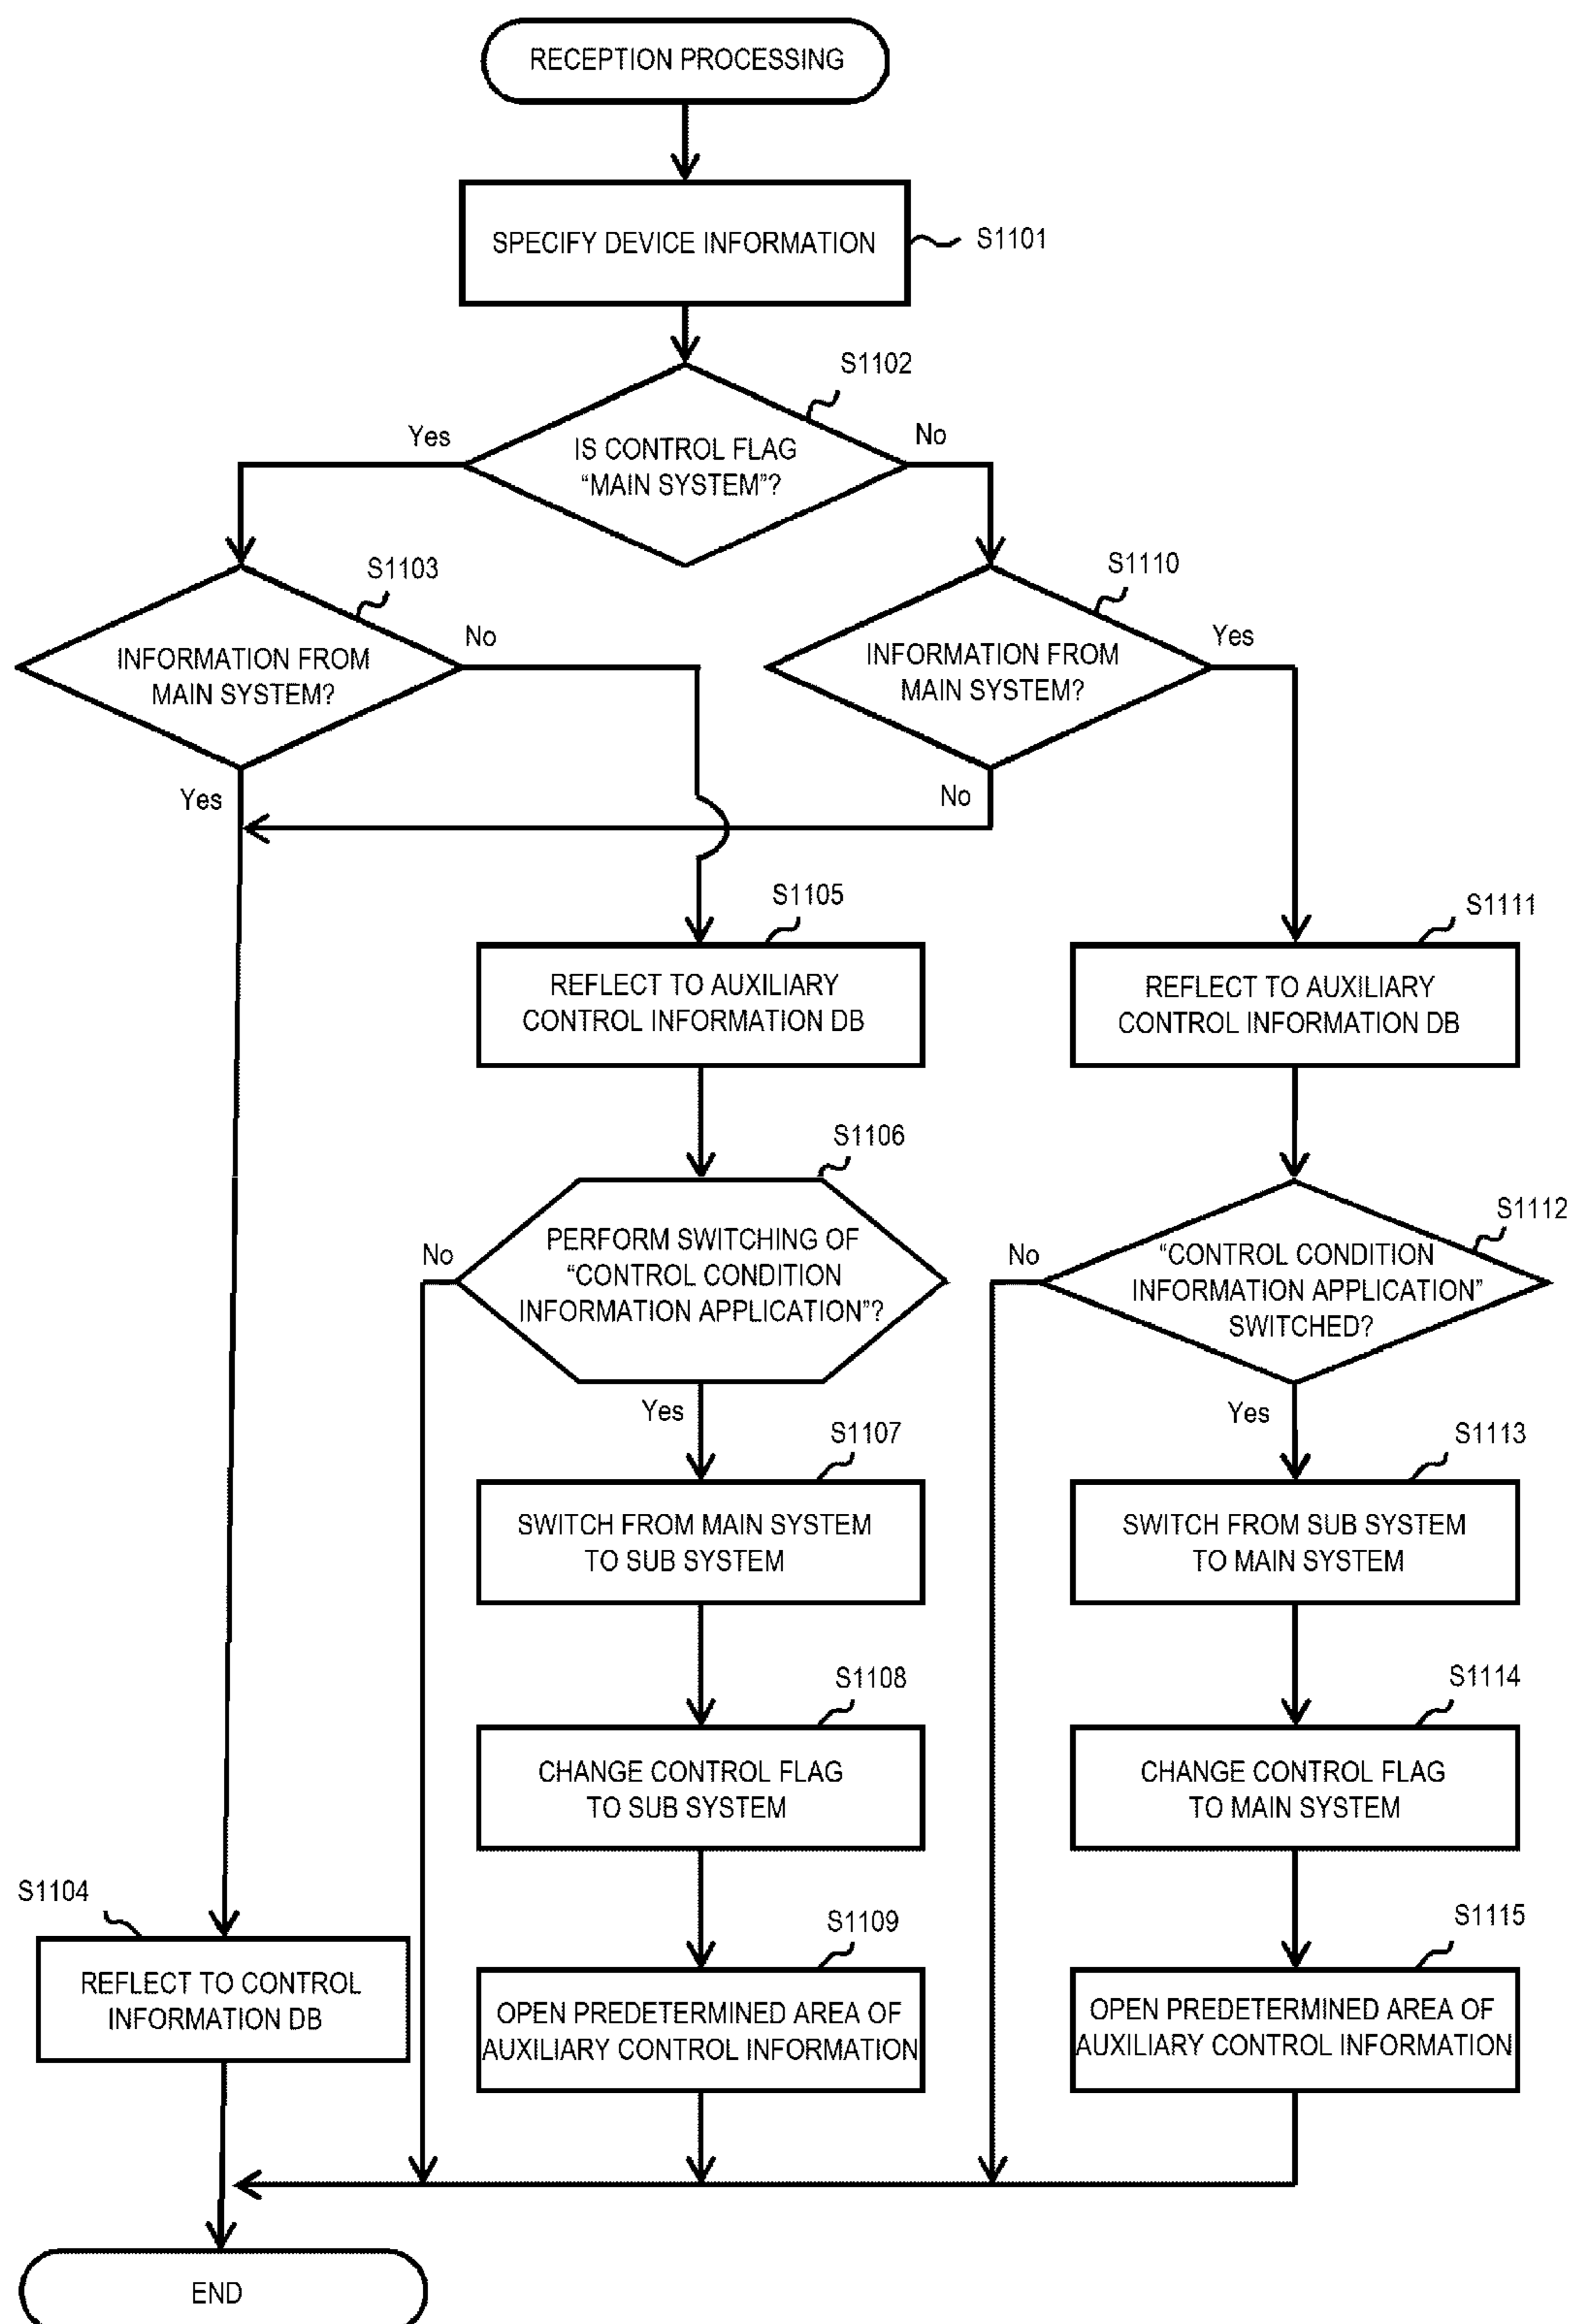 RECEPTION PROCESSING
SPECIFY DEVICE INFORMATION
S1101
S1102
Yes
IS CONTROL FLAG
“MAIN SYSTEM”?
No
S1103
INFORMATION FROM
MAIN SYSTEM?
No
Yes
S1110
INFORMATION FROM
MAIN SYSTEM?
Yes
No
S1105
REFLECT TO AUXILIARY
CONTROL INFORMATION DB
S1111
REFLECT TO AUXILIARY
CONTROL INFORMATION DB
S1106
No
PERFORM SWITCHING OF
“CONTROL CONDITION
INFORMATION APPLICATION”?
Yes
S1112
No
“CONTROL CONDITION
INFORMATION APPLICATION”
SWITCHED?
Yes
S1107
SWITCH FROM MAIN SYSTEM
TO SUB SYSTEM
S1113
SWITCH FROM SUB SYSTEM
TO MAIN SYSTEM
S1108
CHANGE CONTROL FLAG
TO SUB SYSTEM
S1114
CHANGE CONTROL FLAG
TO MAIN SYSTEM
S1104
REFLECT TO CONTROL
INFORMATION DB
S1109
OPEN PREDETERMINED AREA OF
AUXILIARY CONTROL INFORMATION
S1115
OPEN PREDETERMINED AREA OF
AUXILIARY CONTROL INFORMATION
END